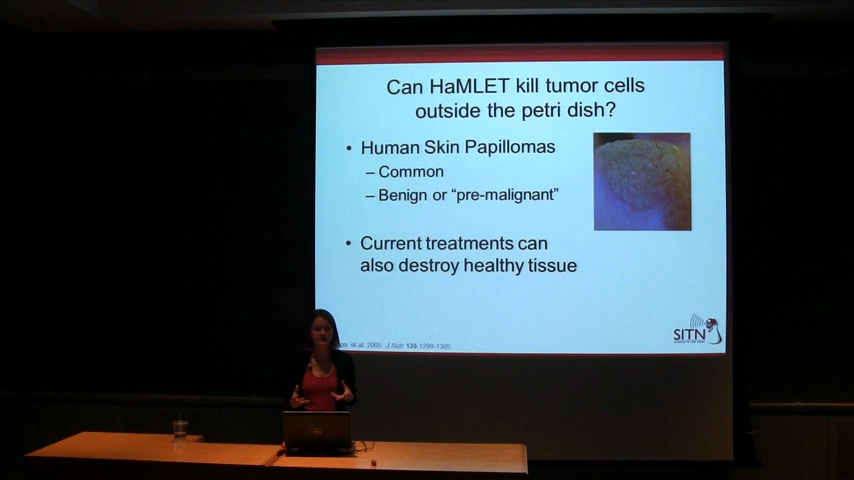 Can HaMLET kill tumor cells
outside the petri dish?
• Human Skin Papillomas
– Common
– Benign or “pre-malignant”
• Current treatments can
also destroy healthy tissue
et.al. 2005. J Nutr 135:1299-1305.
SITN